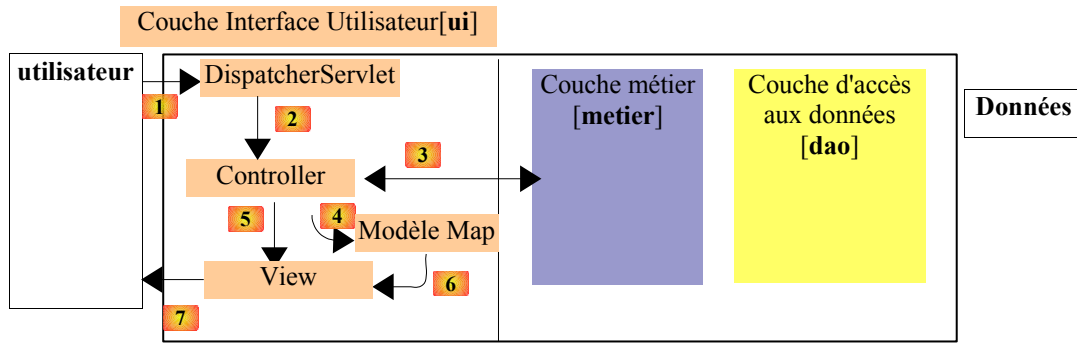 Couche Interface Utilisateur[ui]
utilisateur
DispatcherServlet
Couche métier
[metier]
Couche d'accès
aux données
[dao]
Données
1
2
3
Controller
5
4
Modèle Map
View
6
7